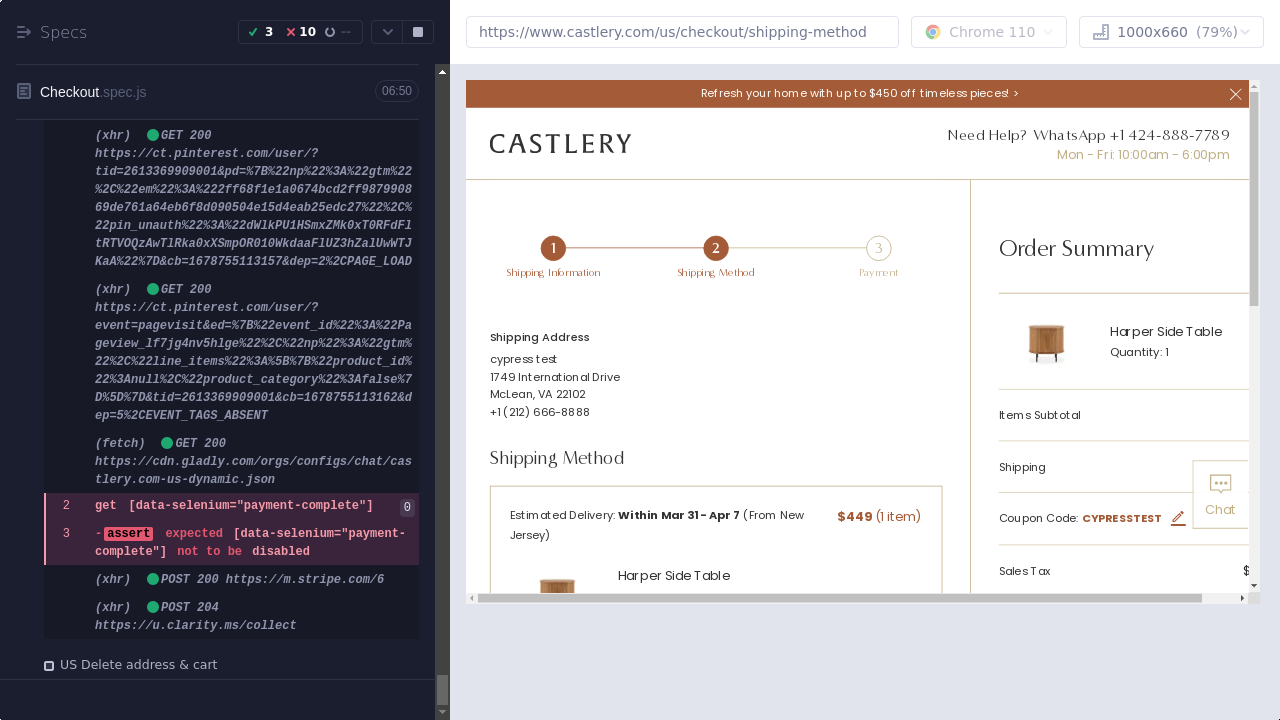 Specs
3
10
--
Checkout.spec.js
06:50
(xhr) GET 200
https://ct.pinterest.com/user/?
tid=2613369909001&pd=%7B%22np%22%3A%22gtm%22
%2C%22em%22%3A%222ff68f1e1a0674bcd2ff9879908
69de761a64eb6f8d090504e15d4eab25edc27%22%2C%
22pin_unauth%22%3A%22dWlkPU1HSmxZMk0xT0RFdFl
tRTVOQzAwTlRka0xXSmpOR010WkdaaFlUZ3hZalUwWTJ
KaA%22%7D&cb=1678755113157&dep=2%2CPAGE_LOAD
(xhr) GET 200
https://ct.pinterest.com/user/?
event=pagevisit&ed=%7B%22event_id%22%3A%22Pa
geview_lf7jg4nv5hlge%22%2C%22np%22%3A%22gtm%
22%2C%22line_items%22%3A%5B%7B%22product_id%
22%3Anull%2C%22product_category%22%3Afalse%7
D%5D%7D&tid=2613369909001&cb=1678755113162&d
ep=5%2CEVENT_TAGS_ABSENT
(fetch) GET 200
https://cdn.gladly.com/orgs/configs/chat/cas
tlery.com-us-dynamic.json
2 get [data-selenium="payment-complete"] 0
3 -assert expected [data-selenium="payment-
complete"] not to be disabled
(xhr) POST 200 https://m.stripe.com/6
(xhr) POST 204
https://u.clarity.ms/collect
US Delete address & cart
https://www.castlery.com/us/checkout/shipping-method
Chrome 110
1000x660 (79%)
Refresh your home with up to $450 off timeless pieces! >
CASTLERY
Need Help? WhatsApp +1 424-888-7789
Mon - Fri: 10:00am - 6:00pm
1
2
3
Shipping Information
Shipping Method
Payment
Shipping Address
cypress test
1749 International Drive
McLean, VA 22102
+1 (212) 666-8888
Shipping Method
Estimated Delivery: Within Mar 31 - Apr 7 (From New
Jersey)
$449 (1 item)
Harper Side Table
Order Summary
Harper Side Table
Quantity: 1
Items Subtotal
Shipping
Coupon Code: CYPRESSTEST
Sales Tax
$
Chat